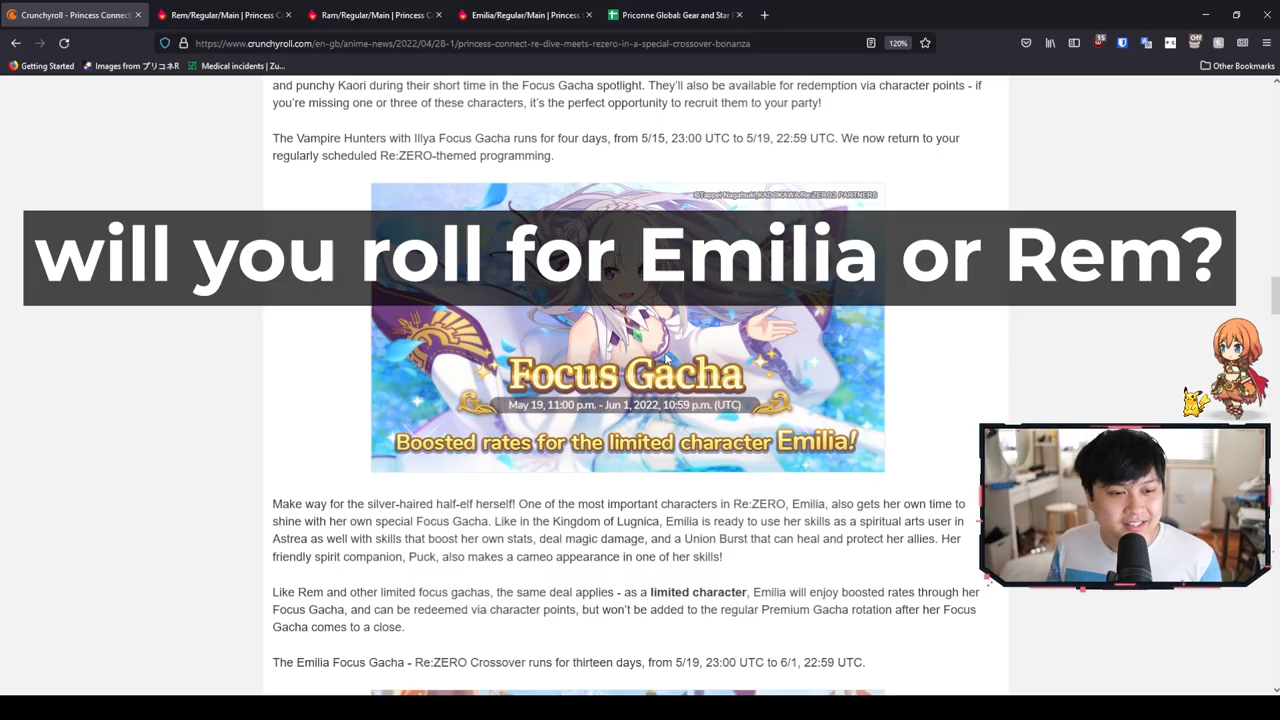 Crunchyroll - Princess Connect!
Rem/Regular/Main | Princess C
Ram/Regular/Main | Princess C
Emilia/Regular/Main | Princess
Priconne Global: Gear and Star
https://www.crunchyroll.com/en-gb/anime-news/2022/04/28-1/princess-connect-re-dive-meets-rezero-in-a-special-crossover-bonanza
120%
15
Off
Getting Started
Images from プリコネR
Medical incidents | Zu...
Other Bookmarks
and punchy Kaori during their short time in the Focus Gacha spotlight. They'll also be available for redemption via character points - if
you're missing one or three of these characters, it's the perfect opportunity to recruit them to your party!
The Vampire Hunters with Illya Focus Gacha runs for four days, from 5/15, 23:00 UTC to 5/19, 22:59 UTC. We now return to your
regularly scheduled Re:ZERO-themed programming.
©Tappei Nagatsuki,KADOKAWA/Re:ZERO2 PARTNERS
will you roll for Emilia or Rem?
Focus Gacha
May 19, 11:00 p.m. - Jun 1, 2022, 10:59 p.m. (UTC)
Boosted rates for the limited character Emilia!
Make way for the silver-haired half-elf herself! One of the most important characters in Re:ZERO, Emilia, also gets her own time to
shine with her own special Focus Gacha. Like in the Kingdom of Lugnica, Emilia is ready to use her skills as a spiritual arts user in
Astrea as well with skills that boost her own stats, deal magic damage, and a Union Burst that can heal and protect her allies. Her
friendly spirit companion, Puck, also makes a cameo appearance in one of her skills!
Like Rem and other limited focus gachas, the same deal applies - as a limited character, Emilia will enjoy boosted rates through her
Focus Gacha, and can be redeemed via character points, but won't be added to the regular Premium Gacha rotation after her Focus
Gacha comes to a close.
The Emilia Focus Gacha - Re:ZERO Crossover runs for thirteen days, from 5/19, 23:00 UTC to 6/1, 22:59 UTC.